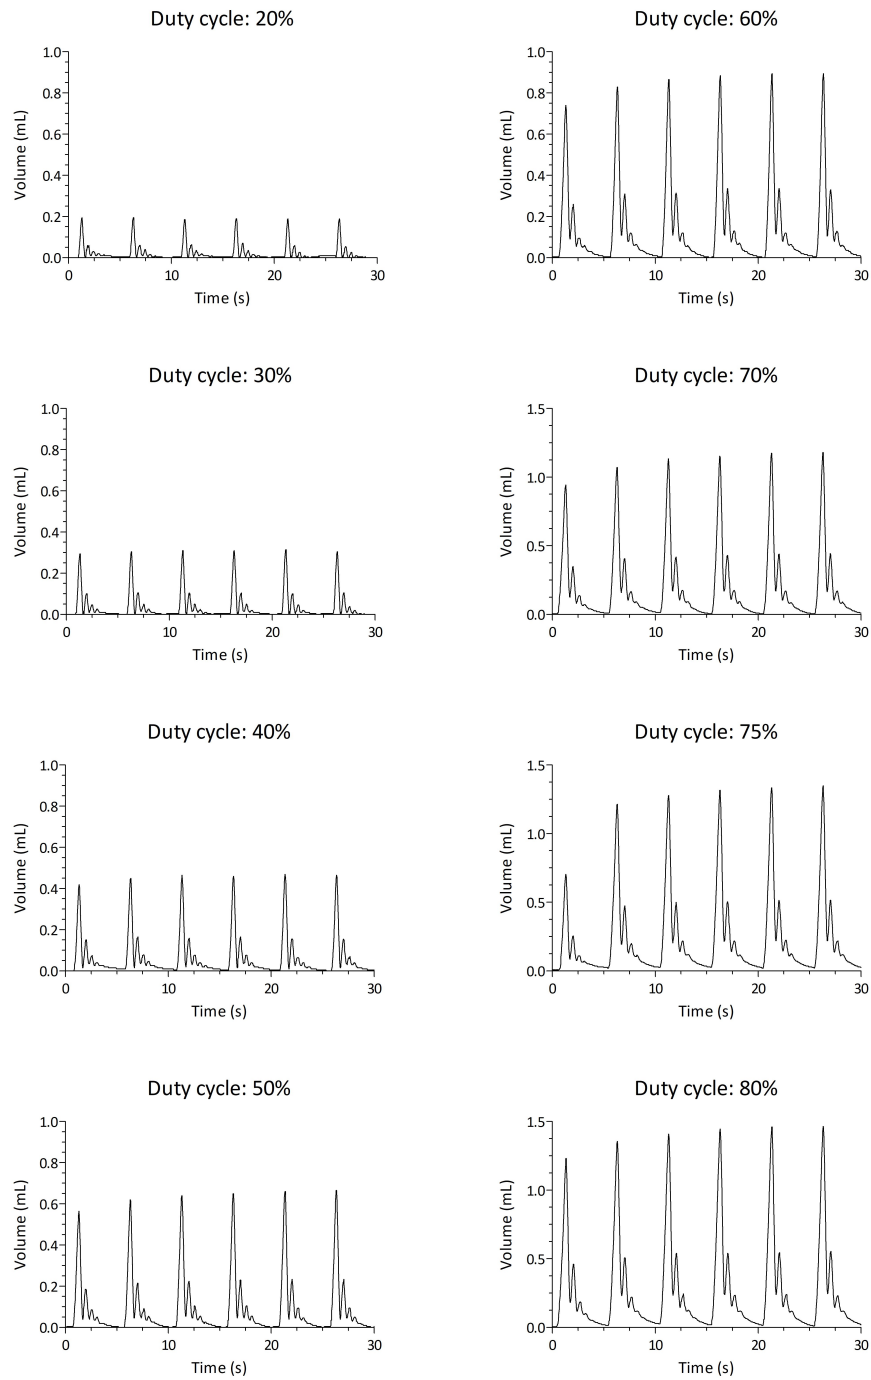 Duty cycle: 20%
1.0
0.8
0.6
0.4
0.2
0.0
Volume (mL)
0 10 20 30
Time (s)
Duty cycle: 60%
1.0
0.8
0.6
0.4
0.2
0.0
Volume (mL)
0 10 20 30
Time (s)
Duty cycle: 30%
1.0
0.8
0.6
0.4
0.2
0.0
Volume (mL)
0 10 20 30
Time (s)
Duty cycle: 70%
1.5
1.0
0.5
0.0
Volume (mL)
0 10 20 30
Time (s)
Duty cycle: 40%
1.0
0.8
0.6
0.4
0.2
0.0
Volume (mL)
0 10 20 30
Time (s)
Duty cycle: 75%
1.5
1.0
0.5
0.0
Volume (mL)
0 10 20 30
Time (s)
Duty cycle: 50%
1.0
0.8
0.6
0.4
0.2
0.0
Volume (mL)
0 10 20 30
Time (s)
Duty cycle: 80%
1.5
1.0
0.5
0.0
Volume (mL)
0 10 20 30
Time (s)